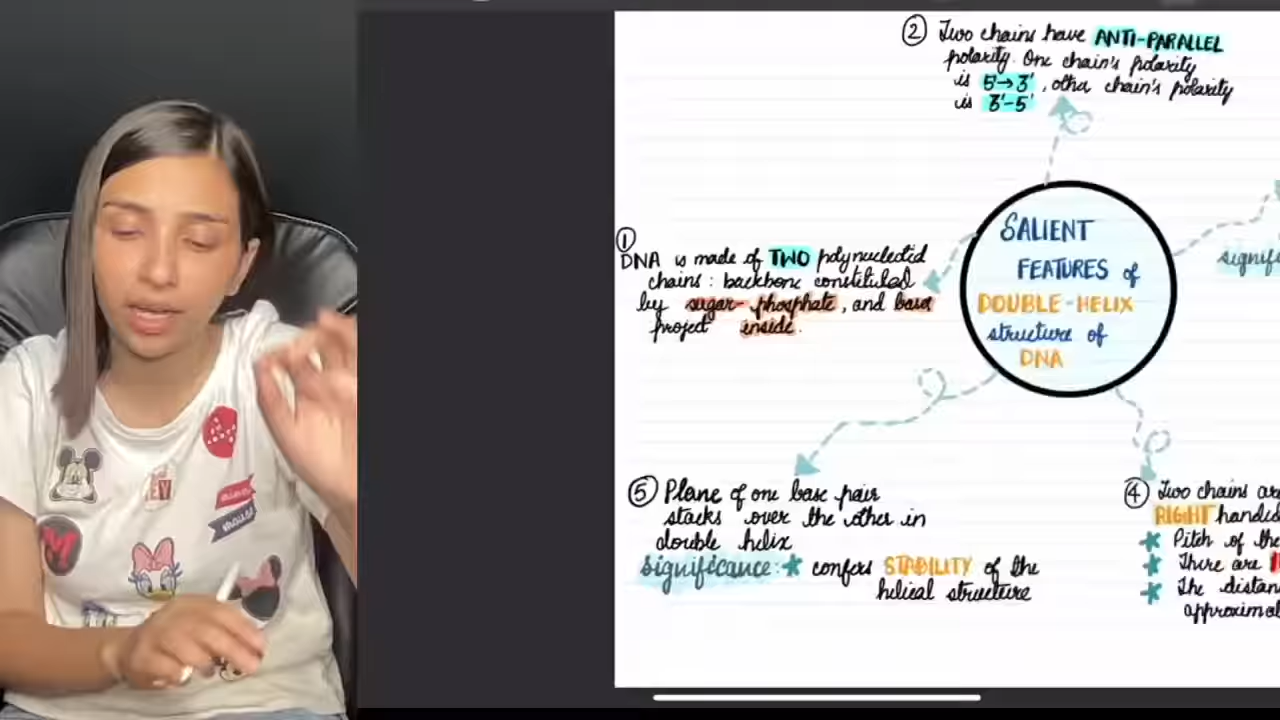 ② Two chains have ANTI-PARALLEL
polarity. One chain's polarity
is 5'→3', other chain's polarity
is 3'-5'
SALIENT
FEATURES of
DOUBLE-HELIX
structure of
DNA
①
DNA is made of TWO polynucleotid
chains: backbone constituted
by sugar-phosphate, and bases
project inside.
⑤ Plane of one base pair
stacks over the other in
double helix
significance: * confers STABILITY of the
helical structure
④ Two chains are
RIGHT handed
* Pitch of the
* There are
* The distan
approximat
signifi
minnie
mouse